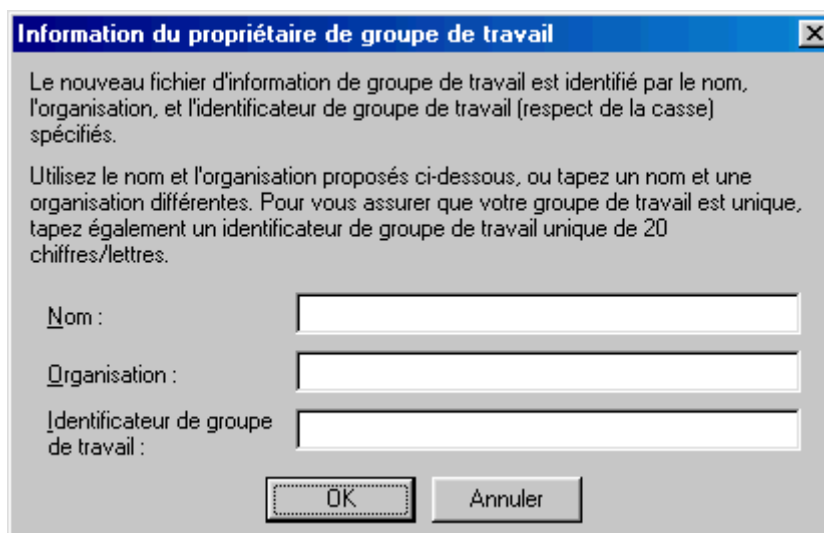 Information du propriétaire de groupe de travail
Le nouveau fichier d'information de groupe de travail est identifié par le nom,
l'organisation, et l'identificateur de groupe de travail (respect de la casse)
spécifiés.
Utilisez le nom et l'organisation proposés ci-dessous, ou tapez un nom et une
organisation différentes. Pour vous assurer que votre groupe de travail est unique,
tapez également un identificateur de groupe de travail unique de 20
chiffres/lettres.
Nom :
Organisation :
Identificateur de groupe
de travail :
OK Annuler